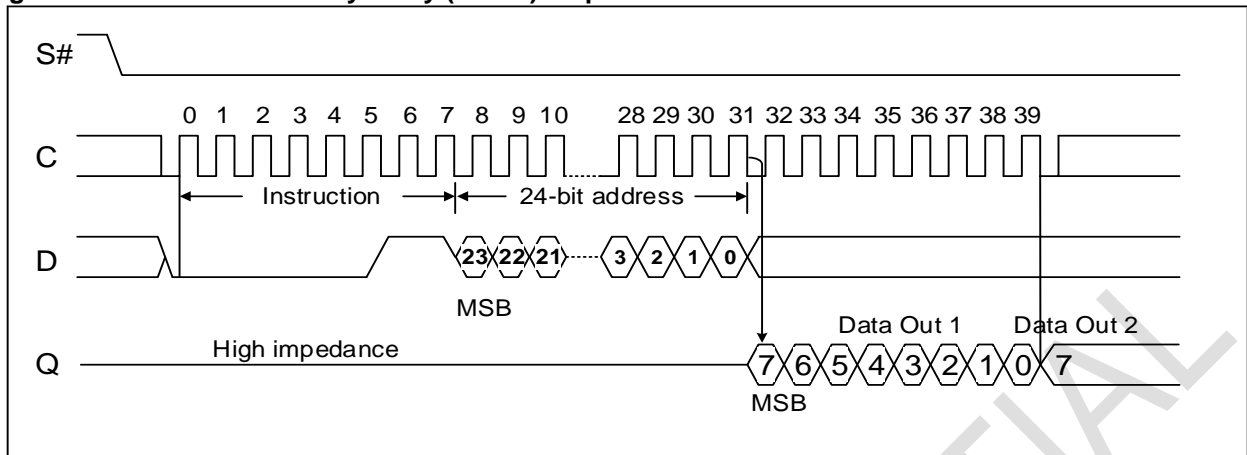 S#
0 1 2 3 4 5 6 7 8 9 10 28 29 30 31 32 33 34 35 36 37 38 39
C
Instruction 24-bit address
D 23 22 21 3 2 1 0
MSB
Data Out 1 Data Out 2
High impedance
Q 7 6 5 4 3 2 1 0 7
MSB